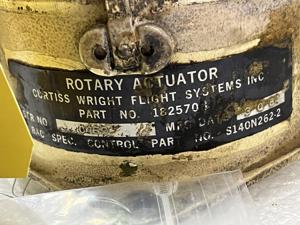 ROTARY ACTUATOR
CURTISS WRIGHT FLIGHT SYSTEMS INC
PART NO. 182570
MFG DATE
BAC SPEC. CONTROL PART NO. S140N262-2